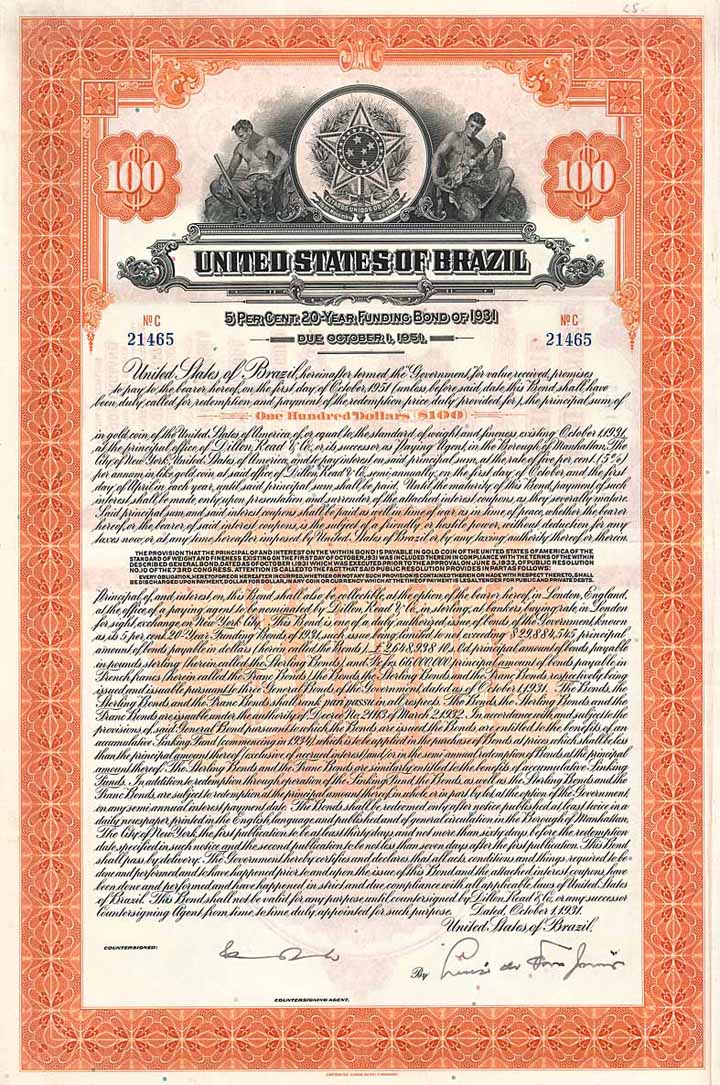 25
100
100
ESTADOS UNIDOS DO BRAZIL
UNITED STATES OF BRAZIL
5 PER CENT. 20-YEAR FUNDING BOND OF 1931
DUE OCTOBER 1, 1951.
No C
21465
No C
21465
United States of Brazil, hereinafter termed the "Government," for value received, promises
to pay to the bearer hereof, on the first day of October 1951 (unless before said date this Bond shall have
been duly called for redemption and payment of the redemption price duly provided for), the principal sum of
One Hundred Dollars ($100)
in gold coin of the United States of America, of or equal to the standard of weight and fineness existing October 1, 1931,
at the principal office of Dillon, Read & Co., or its successor as Paying Agent, in the Borough of Manhattan, The
City of New York, United States of America, and to pay interest on said principal sum, at the rate of five per cent. (5%)
per annum, in like gold coin at said office of Dillon, Read & Co., semi-annually, on the first day of October and the first
day of April in each year, until said principal sum shall be paid. Until the maturity of this Bond, payment of such
interest shall be made only upon presentation and surrender of the attached interest coupons, as they severally mature.
Said principal sum and interest coupons shall be paid as well in time of war as in time of peace, whether the bearer
hereof, or the bearer of said interest coupons, is the subject of a friendly or hostile power, without deduction for any
taxes now or at any time hereafter imposed by United States of Brazil or by any taxing authority thereof or therein.
THE PROVISION THAT THE PRINCIPAL OF AND INTEREST ON THE WITHIN BOND IS PAYABLE IN GOLD COIN OF THE UNITED STATES OF AMERICA OF THE
STANDARD OF WEIGHT AND FINENESS EXISTING ON THE FIRST DAY OF OCTOBER, 1931 WAS INCLUDED THEREIN IN COMPLIANCE WITH THE TERMS OF THE WITHIN
DESCRIBED GENERAL BOND, DATED AS OF OCTOBER 1, 1931 WHICH WAS EXECUTED PRIOR TO THE APPROVAL, ON JUNE 5, 1933, OF PUBLIC RESOLUTION
NO. 10 OF THE 73RD CONGRESS. ATTENTION IS CALLED TO THE FACT THAT SAID PUBLIC RESOLUTION PROVIDES IN PART AS FOLLOWS:
EVERY OBLIGATION, HERETOFORE OR HEREAFTER INCURRED, WHETHER OR NOT ANY SUCH PROVISION IS CONTAINED THEREIN OR MADE WITH RESPECT THERETO, SHALL
BE DISCHARGED UPON PAYMENT, DOLLAR FOR DOLLAR, IN ANY COIN OR CURRENCY WHICH AT THE TIME OF PAYMENT IS LEGAL TENDER FOR PUBLIC AND PRIVATE DEBTS.
Principal of, and interest on, this Bond shall also be collectible, at the option of the bearer hereof, in London, England,
at the office of a paying agent to be nominated by Dillon, Read & Co., in sterling, at bankers' buying rate in London
for sight exchange on New York City. This Bond is one of a duly authorized issue of bonds of the Government, known
as its 5 per cent. 20-Year Funding Bonds of 1931, such issue being limited to not exceeding $29,884,545 principal
amount of bonds payable in dollars (herein called the Bonds), £2,648,998 10s. 0d. principal amount of bonds payable
in pounds sterling (herein called the Sterling Bonds), and Fcfcs. 66,000,000, principal amount of bonds payable in
French francs (herein called the Franc Bonds), the Bonds, the Sterling Bonds and the Franc Bonds, respectively, being
issued and issuable pursuant to three General Bonds of the Government, dated as of October 1, 1931. The Bonds, the
Sterling Bonds and the Franc Bonds shall rank pari passu in all respects. The Bonds, the Sterling Bonds and the
Franc Bonds are issuable under the authority of Decree No. 21113 of March 2, 1932. In accordance with, and subject to the
provisions of, said General Bond pursuant to which the Bonds are issued the Bonds are entitled to the benefits of an
accumulative Sinking Fund (commencing in 1934), which is to be applied in the purchase of Bonds, at prices which shall be less
than the principal amount thereof (exclusive of accrued interest) and/or in the semi-annual redemption of Bonds, at the principal
amount thereof. The Sterling Bonds and the Franc Bonds are similarly entitled to the benefits of accumulative Sinking
Funds. In addition to redemption through operation of the Sinking Fund, the Bonds, as well as the Sterling Bonds and the
Franc Bonds, are subject to redemption at the principal amount thereof, in whole, or in part by lot, at the option of the Government,
on any semi-annual interest payment date. The Bonds shall be redeemed only after notice published at least twice in a
daily newspaper printed in the English language and published and of general circulation in the Borough of Manhattan,
The City of New York, the first publication to be at least thirty days and not more than sixty days before the redemption
date specified in such notice and the second publication to be not less than seven days after the first publication. This Bond
shall pass by delivery. The Government hereby certifies and declares that all acts, conditions and things required to be
done and performed and to have happened prior to and upon the issue of this Bond and the attached interest coupons, have
been done and performed and have happened in strict and due compliance with all applicable laws of United States
of Brazil. This Bond shall not be valid for any purpose until countersigned by Dillon, Read & Co., or any successor
Countersigning Agent from time to time duly appointed for such purpose. Dated, October 1, 1931.
United States of Brazil,
COUNTERSIGNED:
By
COUNTERSIGNING AGENT.
AMERICAN BANK NOTE COMPANY.